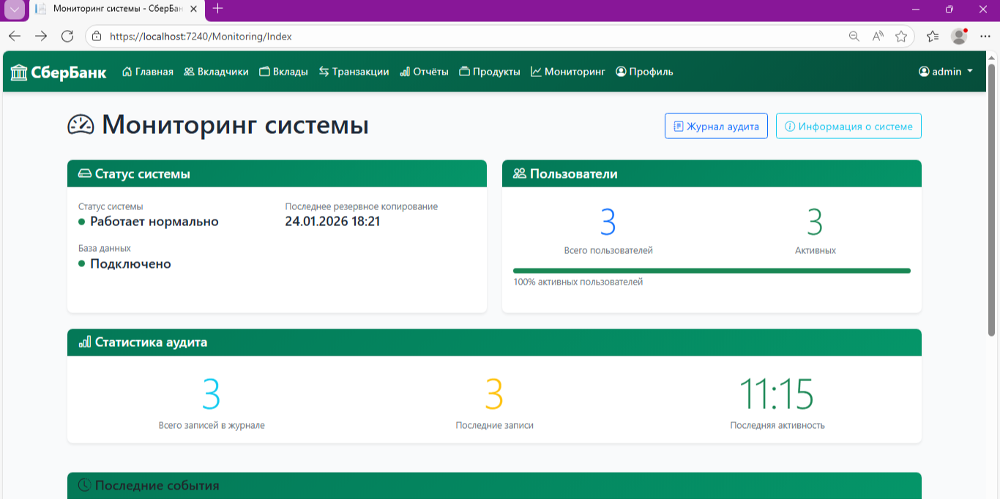 Мониторинг системы - СберБан
https://localhost:7240/Monitoring/Index
СберБанк Главная Вкладчики Вклады Транзакции Отчёты Продукты Мониторинг Профиль admin
Мониторинг системы Журнал аудита Информация о системе
Статус системы
Статус системы Последнее резервное копирование
Работает нормально 24.01.2026 18:21
База данных
Подключено
Пользователи
3 3
Всего пользователей Активных
100% активных пользователей
Статистика аудита
3 3 11:15
Всего записей в журнале Последние записи Последняя активность
Последние события